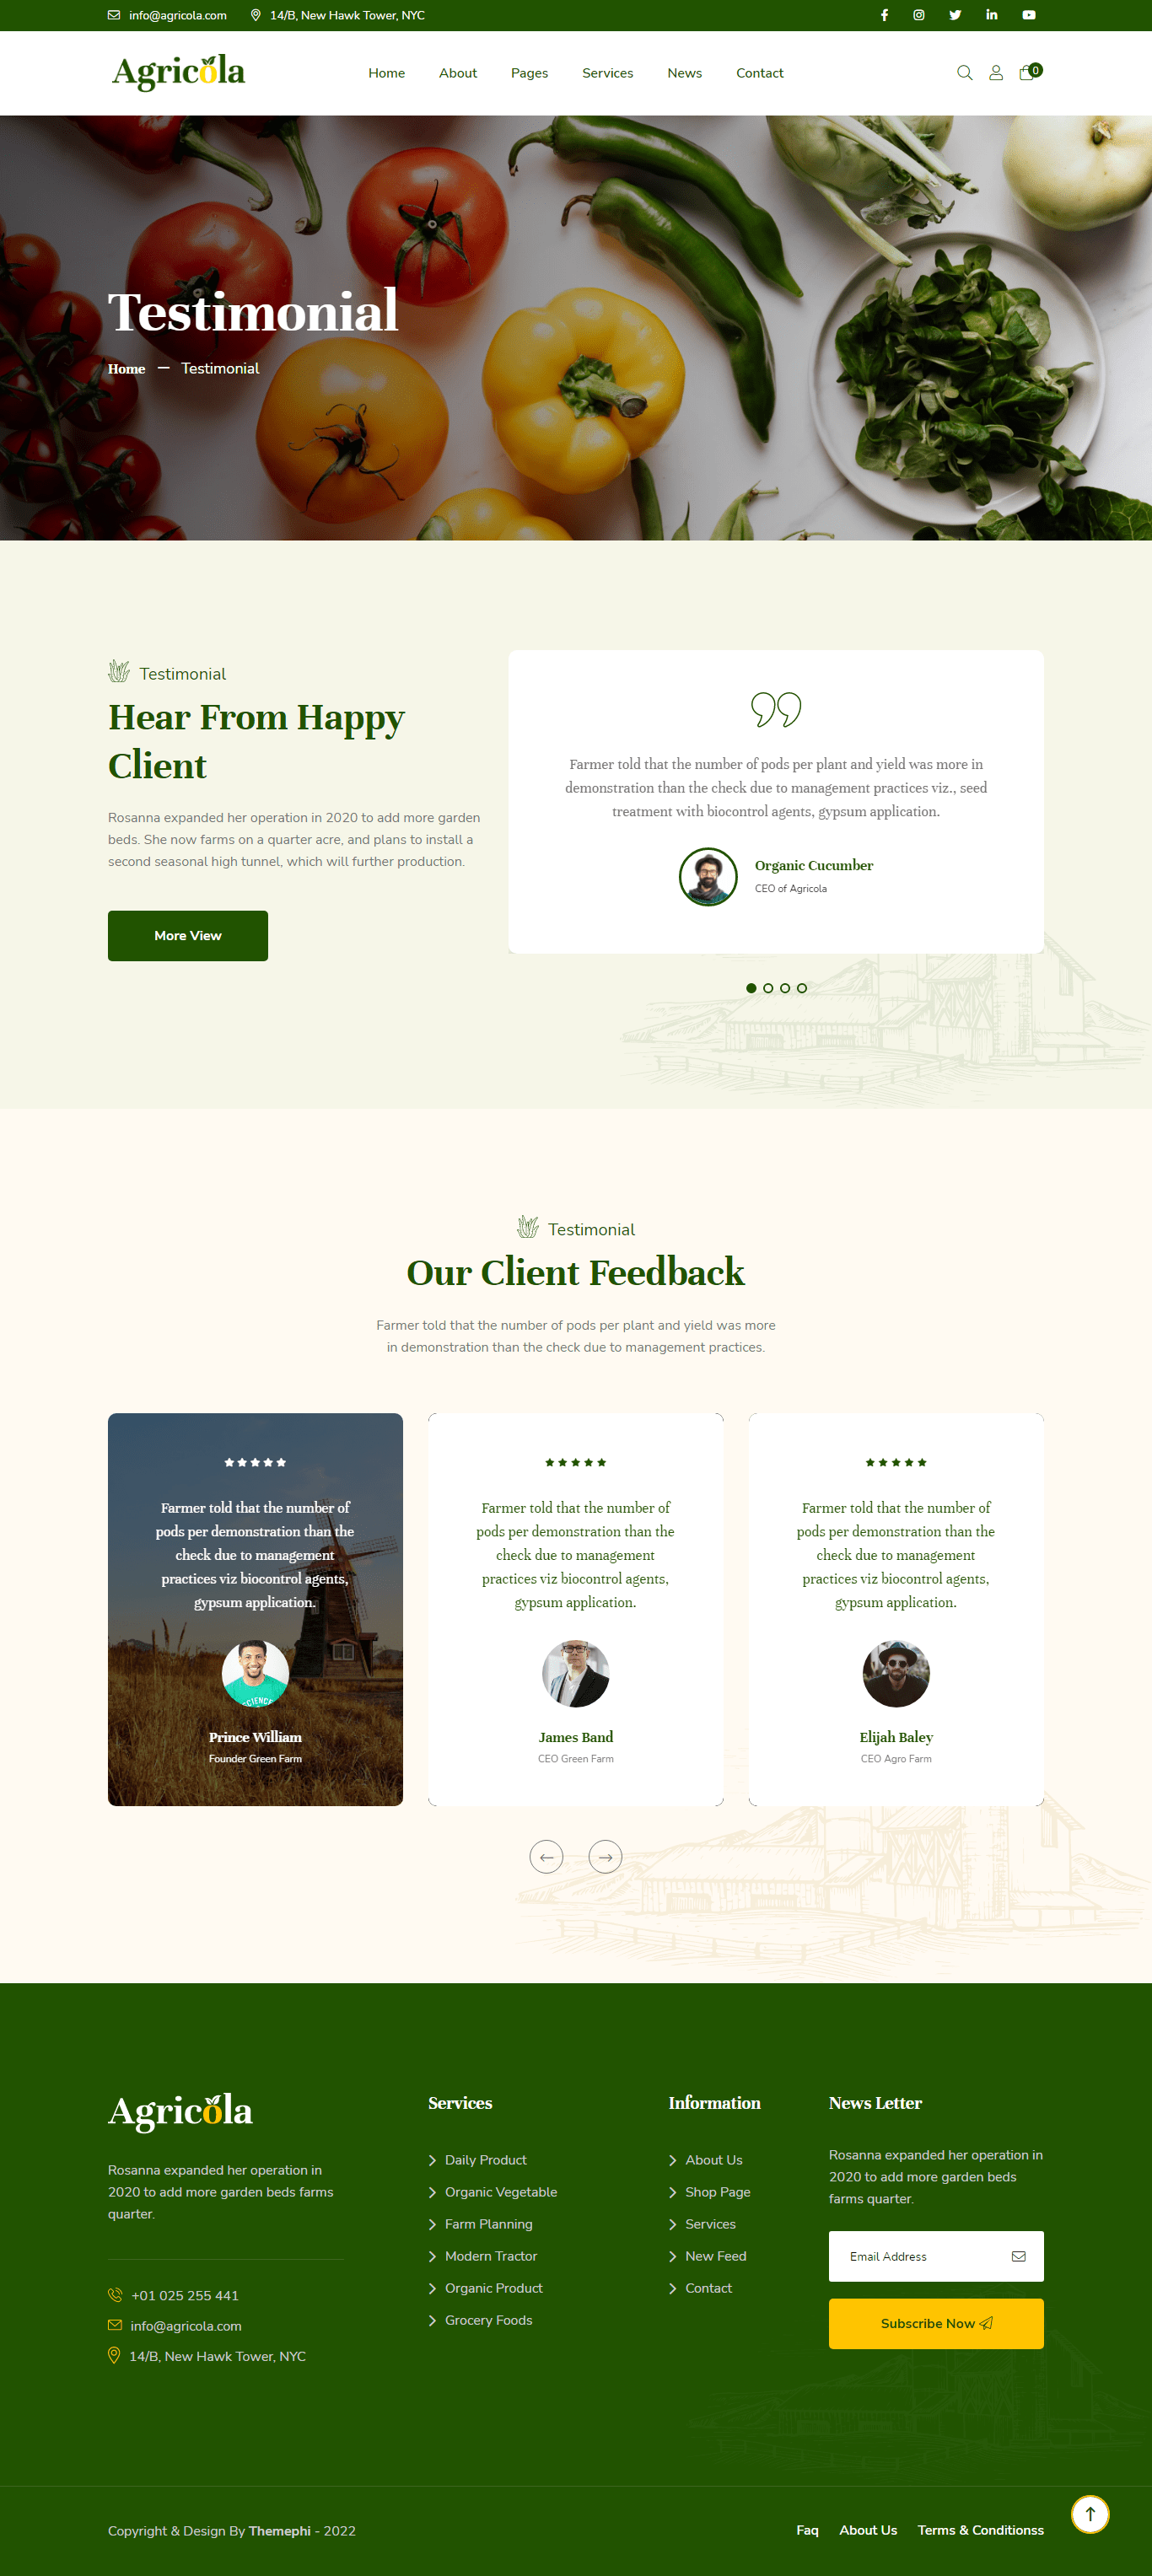 info@agricola.com
14/B, New Hawk Tower, NYC
Agricola
Home
About
Pages
Services
News
Contact
0
Testimonial
Home
Testimonial
Testimonial
Hear From Happy
Client
Rosanna expanded her operation in 2020 to add more garden
beds. She now farms on a quarter acre, and plans to install a
second seasonal high tunnel, which will further production.
More View
Farmer told that the number of pods per plant and yield was more in
demonstration than the check due to management practices viz., seed
treatment with biocontrol agents, gypsum application.
Organic Cucumber
CEO of Agricola
Testimonial
Our Client Feedback
Farmer told that the number of pods per plant and yield was more
in demonstration than the check due to management practices.
Farmer told that the number of
pods per demonstration than the
check due to management
practices viz biocontrol agents,
gypsum application.
SCIENCE
Prince William
Founder Green Farm
Farmer told that the number of
pods per demonstration than the
check due to management
practices viz biocontrol agents,
gypsum application.
James Band
CEO Green Farm
Farmer told that the number of
pods per demonstration than the
check due to management
practices viz biocontrol agents,
gypsum application.
Elijah Baley
CEO Agro Farm
Agricola
Rosanna expanded her operation in
2020 to add more garden beds farms
quarter.
+01 025 255 441
info@agricola.com
14/B, New Hawk Tower, NYC
Services
Daily Product
Organic Vegetable
Farm Planning
Modern Tractor
Organic Product
Grocery Foods
Information
About Us
Shop Page
Services
New Feed
Contact
News Letter
Rosanna expanded her operation in
2020 to add more garden beds
farms quarter.
Email Address
Subscribe Now
Copyright & Design By Themephi - 2022
Faq
About Us
Terms & Conditionss